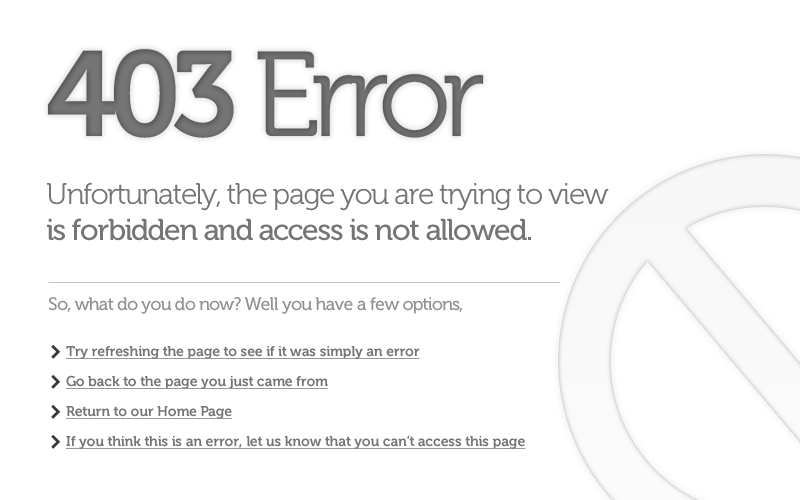 403 Error
Unfortunately, the page you are trying to view
is forbidden and access is not allowed.
So, what do you do now? Well you have a few options,
Try refreshing the page to see if it was simply an error
Go back to the page you just came from
Return to our Home Page
If you think this is an error, let us know that you can't access this page